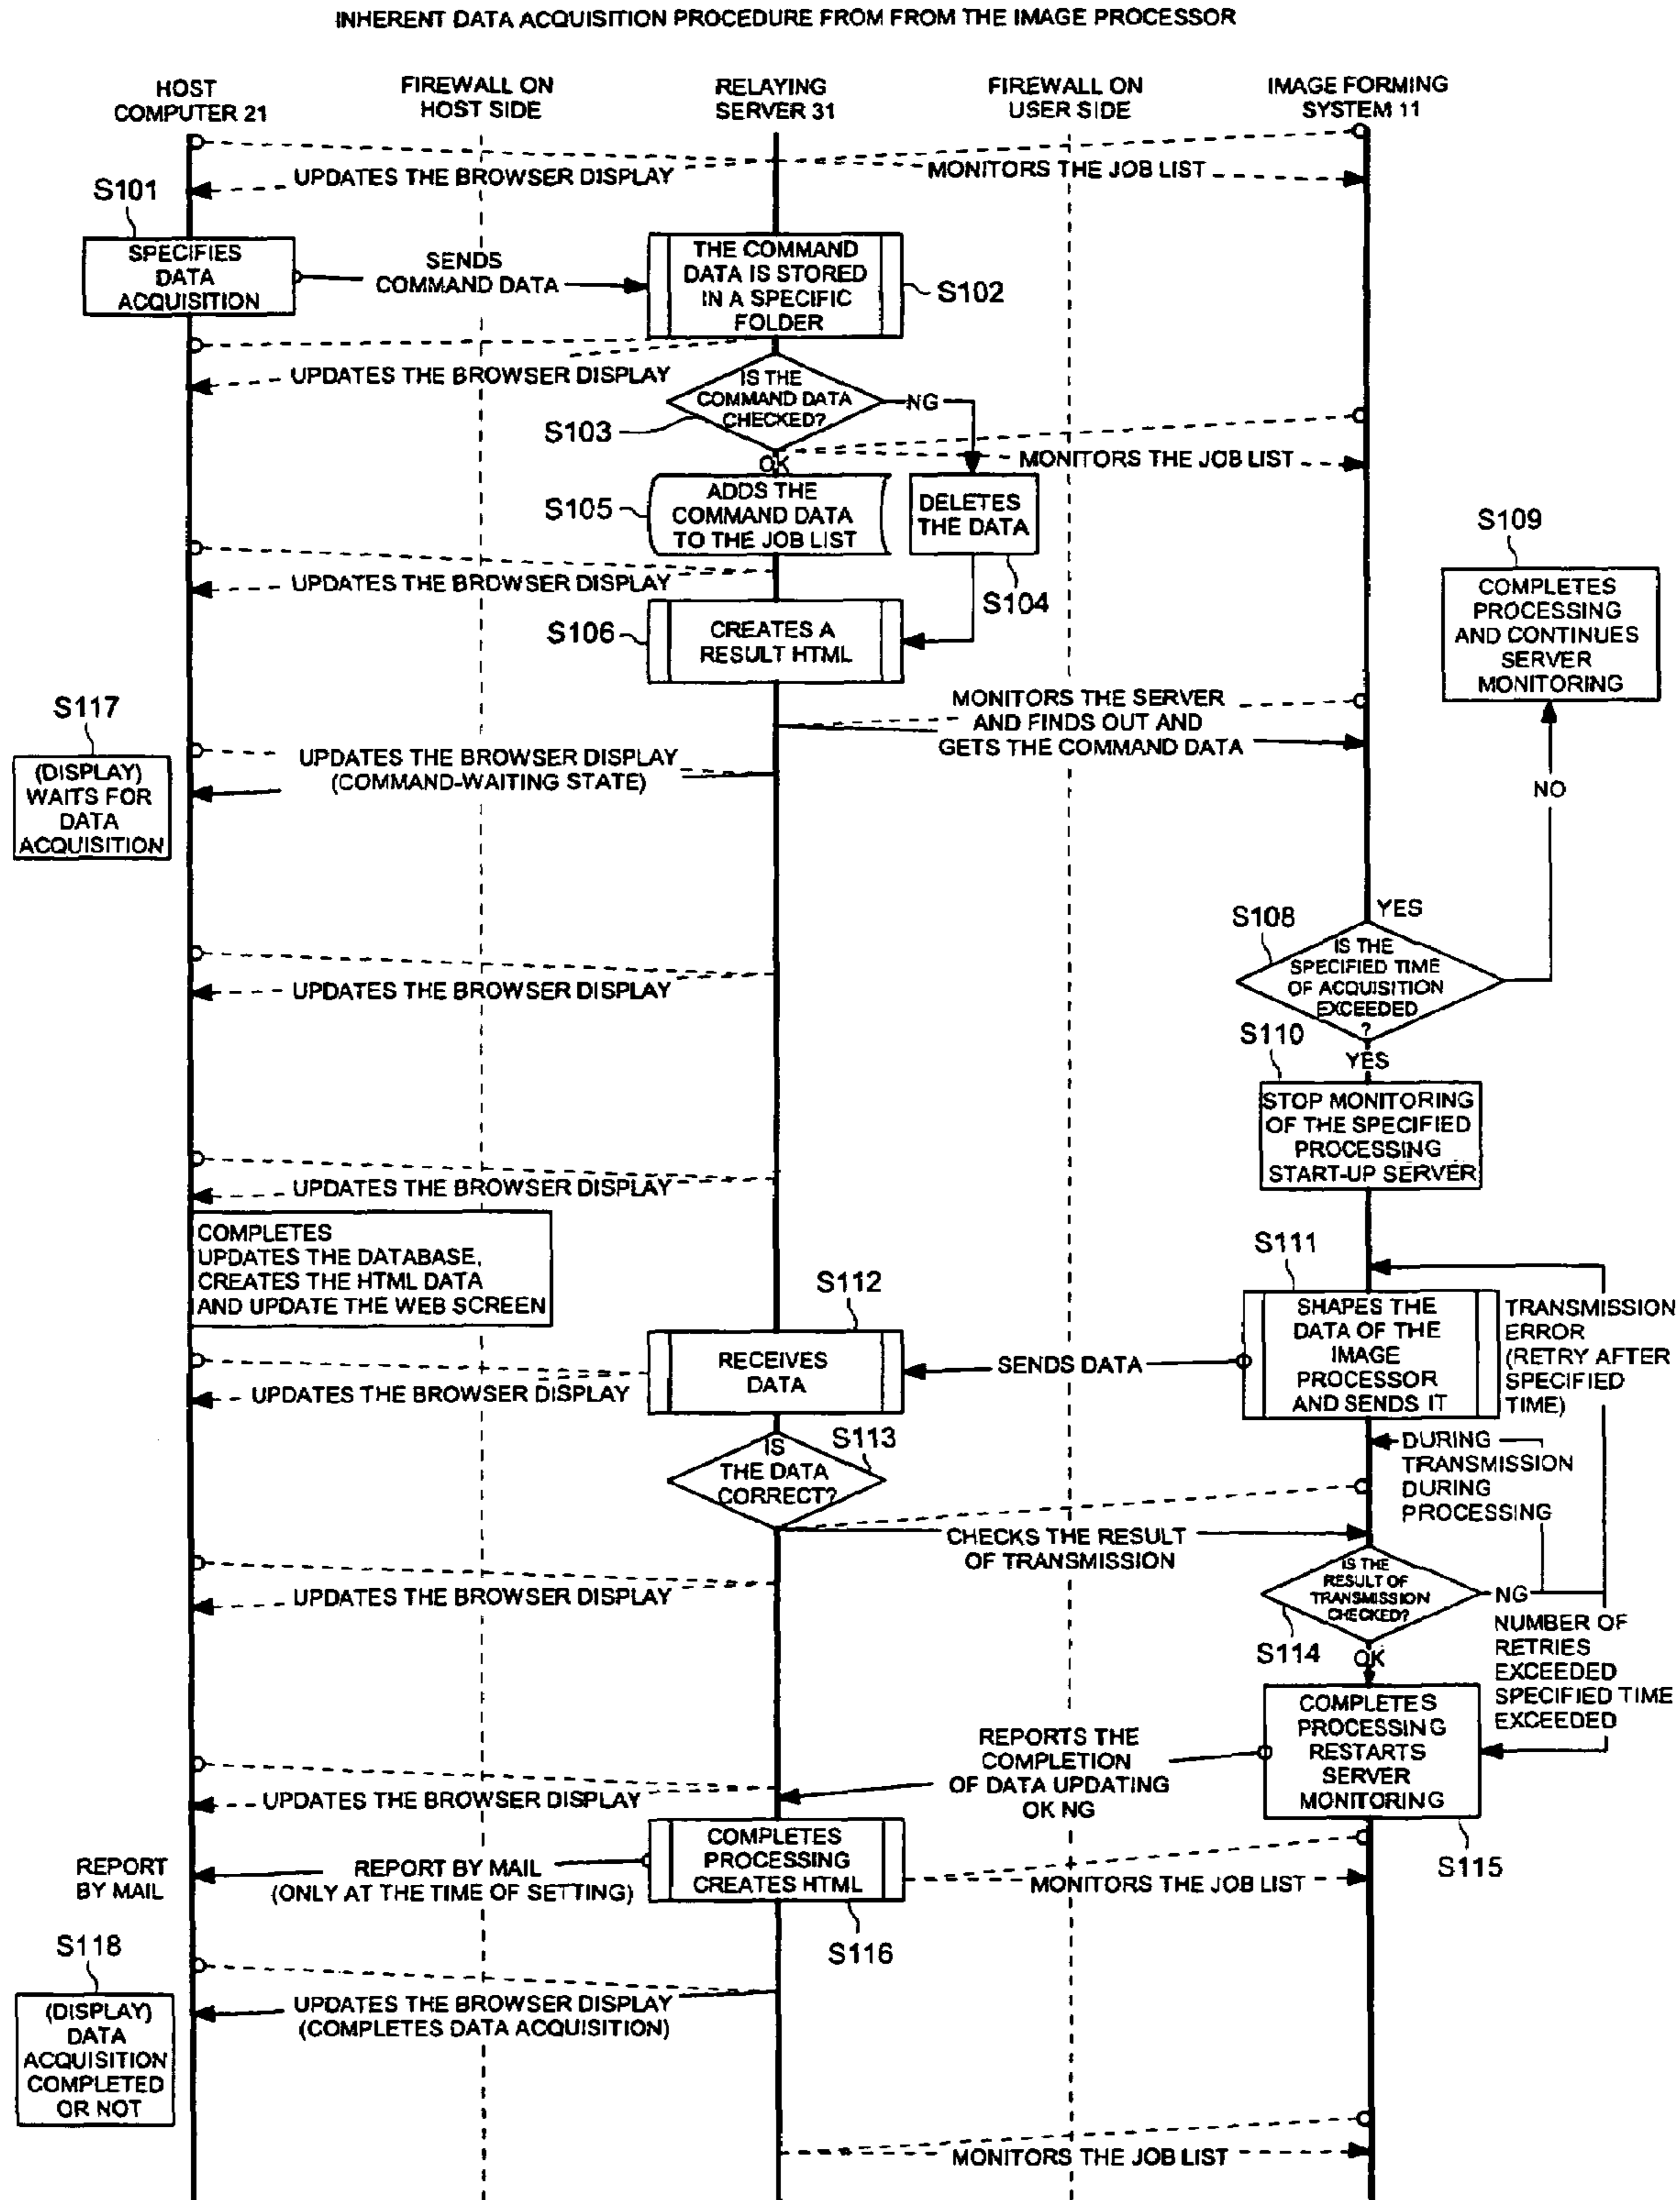 INHERENT DATA ACQUISITION PROCEDURE FROM FROM THE IMAGE PROCESSOR
HOST
COMPUTER 21
FIREWALL ON
HOST SIDE
RELAYING
SERVER 31
FIREWALL ON
USER SIDE
IMAGE FORMING
SYSTEM 11
UPDATES THE BROWSER DISPLAY
MONITORS THE JOB LIST
S101
SPECIFIES
DATA
ACQUISITION
SENDS
COMMAND DATA
THE COMMAND
DATA IS STORED
IN A SPECIFIC
FOLDER
S102
UPDATES THE BROWSER DISPLAY
IS THE
COMMAND DATA
CHECKED?
NG
S103
OK
MONITORS THE JOB LIST
S105
ADDS THE
COMMAND DATA
TO THE JOB LIST
DELETES
THE DATA
S104
S109
COMPLETES
PROCESSING
AND CONTINUES
SERVER
MONITORING
UPDATES THE BROWSER DISPLAY
S106
CREATES A
RESULT HTML
MONITORS THE SERVER
AND FINDS OUT AND
GETS THE COMMAND DATA
S117
(DISPLAY)
WAITS FOR
DATA
ACQUISITION
UPDATES THE BROWSER DISPLAY
(COMMAND-WAITING STATE)
NO
YES
S108
IS THE
SPECIFIED TIME
OF ACQUISITION
EXCEEDED
?
UPDATES THE BROWSER DISPLAY
S110
YES
STOP MONITORING
OF THE SPECIFIED
PROCESSING
START-UP SERVER
UPDATES THE BROWSER DISPLAY
COMPLETES
UPDATES THE DATABASE,
CREATES THE HTML DATA
AND UPDATE THE WEB SCREEN
S111
S112
SHAPES THE
DATA OF THE
IMAGE
PROCESSOR
AND SENDS IT
TRANSMISSION
ERROR
(RETRY AFTER
SPECIFIED
TIME)
RECEIVES
DATA
SENDS DATA
UPDATES THE BROWSER DISPLAY
S113
IS
THE DATA
CORRECT?
DURING
TRANSMISSION
DURING
PROCESSING
CHECKS THE RESULT
OF TRANSMISSION
IS THE
RESULT OF
TRANSMISSION
CHECKED?
NG
UPDATES THE BROWSER DISPLAY
S114
OK
NUMBER OF
RETRIES
EXCEEDED
SPECIFIED TIME
EXCEEDED
COMPLETES
PROCESSING
RESTARTS
SERVER
MONITORING
REPORTS THE
COMPLETION
OF DATA UPDATING
OK NG
UPDATES THE BROWSER DISPLAY
S115
COMPLETES
PROCESSING
CREATES HTML
REPORT
BY MAIL
REPORT BY MAIL
(ONLY AT THE TIME OF SETTING)
MONITORS THE JOB LIST
S116
S118
(DISPLAY)
DATA
ACQUISITION
COMPLETED
OR NOT
UPDATES THE BROWSER DISPLAY
(COMPLETES DATA ACQUISITION)
MONITORS THE JOB LIST